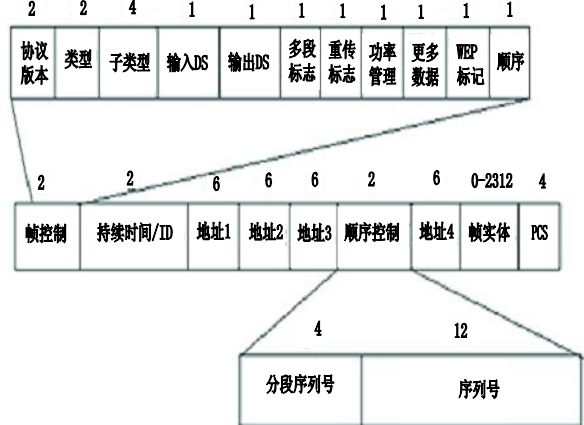 2 2 4 1 1 1 1 1 1 1 1
协议版本 类型 子类型 输入DS 输出DS 多段标志 重传标志 功率管理 更多数据 WEP标记 顺序
2 2 6 6 6 2 6 0-2312 4
帧控制 持续时间/ID 地址1 地址2 地址3 顺序控制 地址4 帧实体 PCS
4 12
分段序列号 序列号